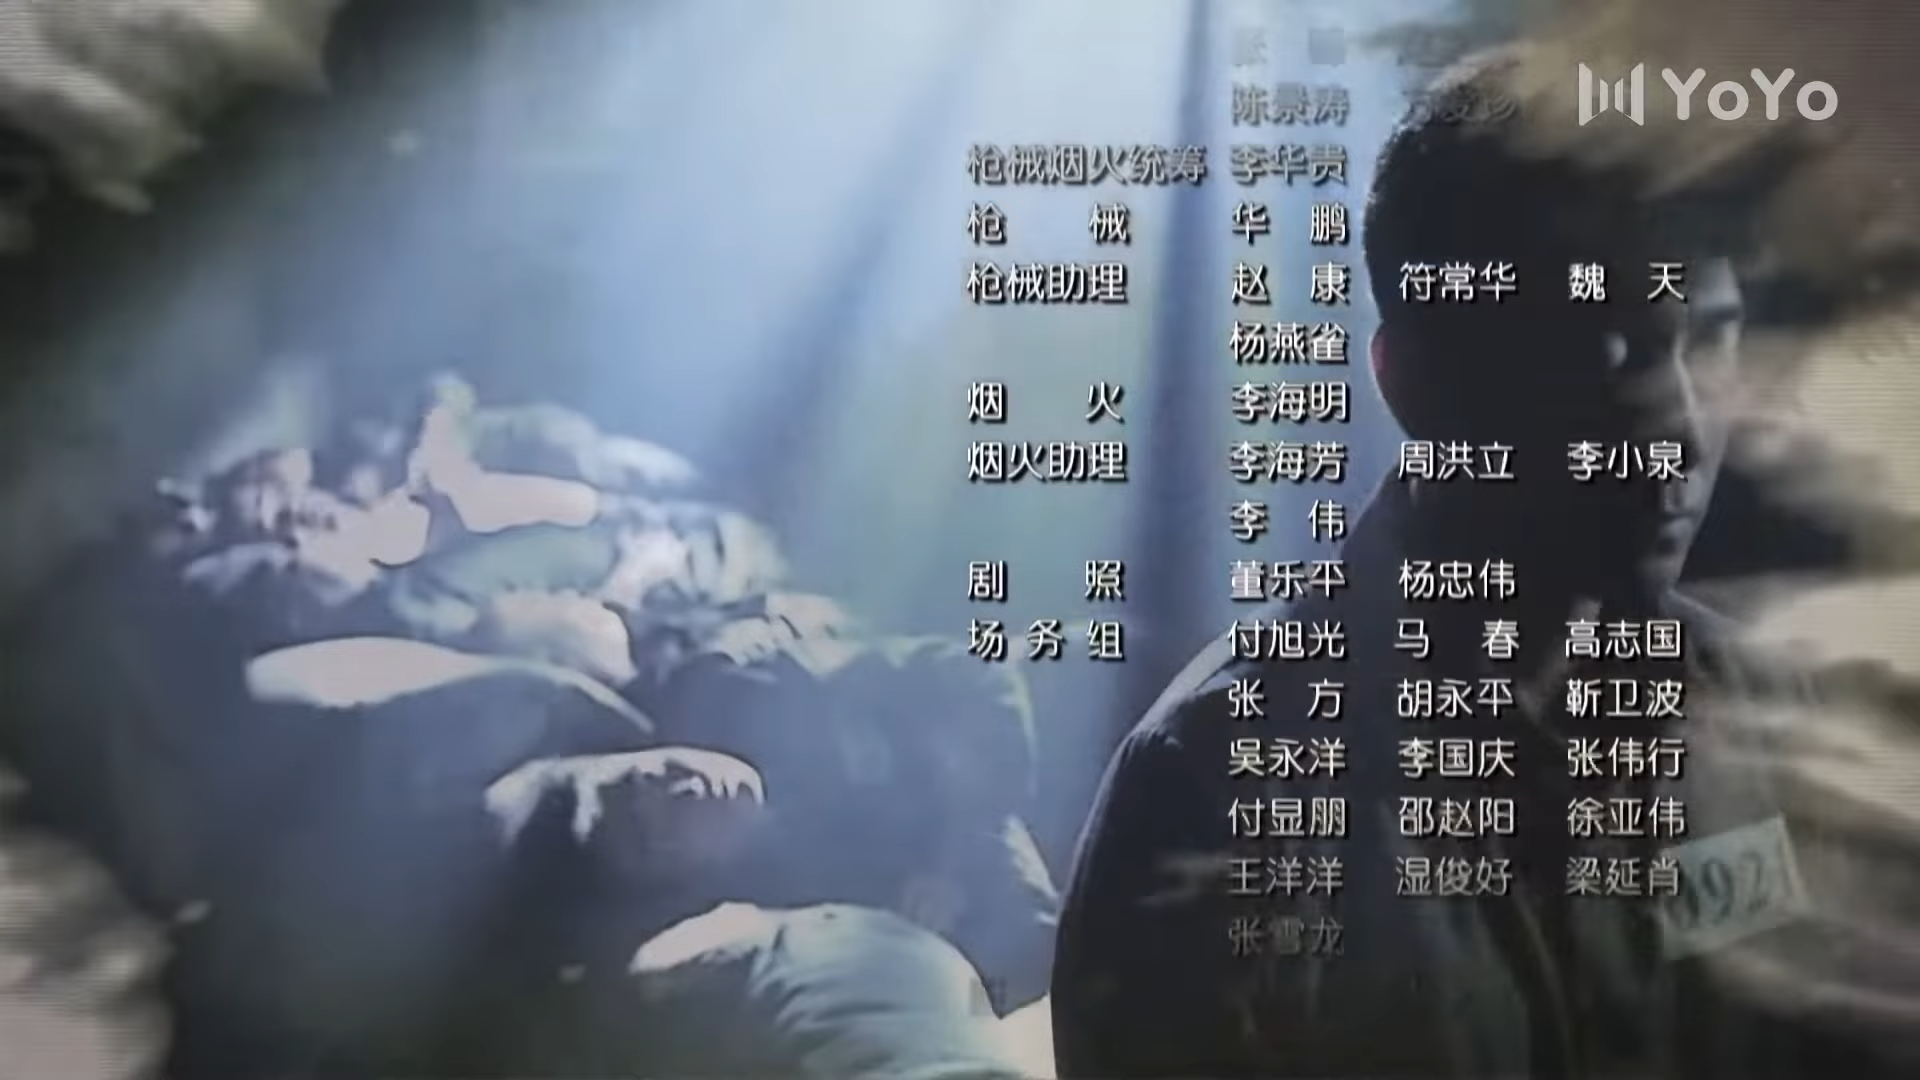 YoYo
陈景涛
枪械烟火统筹 李华贵
枪械 华鹏
枪械助理 赵康 符常华 魏天
杨燕雀
烟火 李海明
烟火助理 李海芳 周洪立 李小泉
李伟
剧照 董乐平 杨忠伟
场务组 付旭光 马春 高志国
张方 胡永平 靳卫波
吳永洋 李国庆 张伟行
付显朋 邵赵阳 徐亚伟
王洋洋 湿俊好 梁延肖
张雪龙